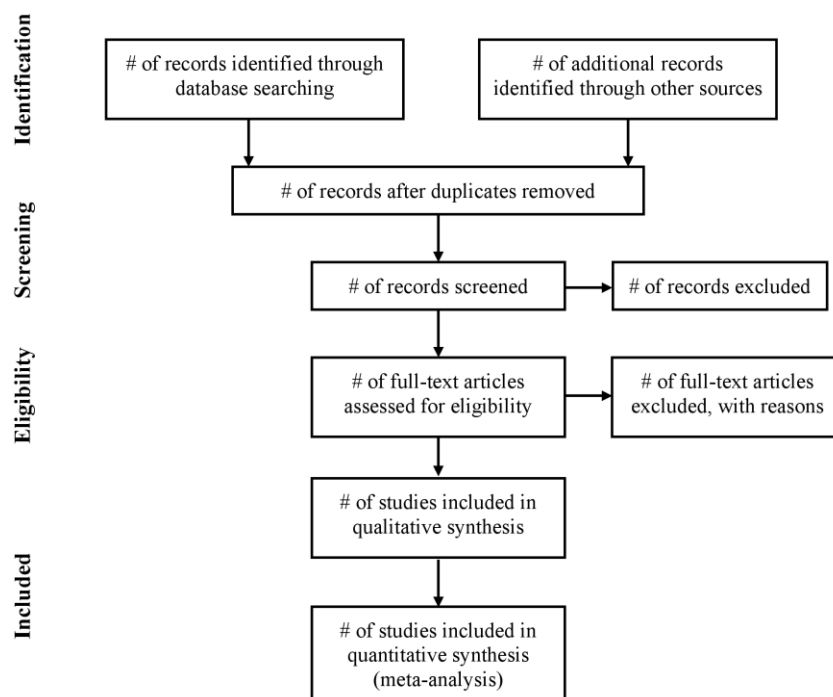 Identification
# of records identified through
database searching
# of additional records
identified through other sources
# of records after duplicates removed
Screening
# of records screened
# of records excluded
Eligibility
# of full-text articles
assessed for eligibility
# of full-text articles
excluded, with reasons
Included
# of studies included in
qualitative synthesis
# of studies included in
quantitative synthesis
(meta-analysis)